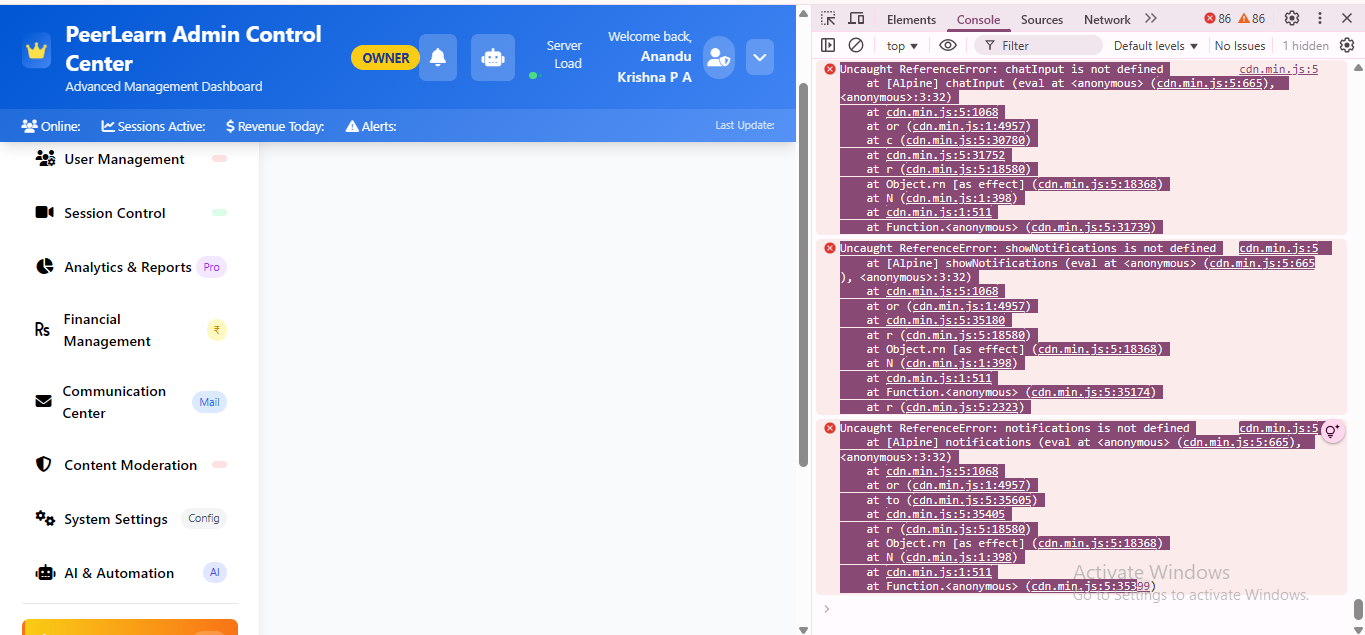 PeerLearn Admin Control
Center
Advanced Management Dashboard
OWNER
Server
Load
Welcome back,
Anandu
Krishna P A
Online:
Sessions Active:
$ Revenue Today:
Alerts:
Last Update:
User Management
Session Control
Analytics & Reports Pro
Rs Financial
Management ₹
Communication
Center Mail
Content Moderation
System Settings Config
AI & Automation AI
Elements Console Sources Network 86 86
top Filter Default levels No Issues 1 hidden
Uncaught ReferenceError: chatInput is not defined cdn.min.js:5
at [Alpine] chatInput (eval at <anonymous> (cdn.min.js:5:665),
<anonymous>:3:32)
at cdn.min.js:5:1068
at or (cdn.min.js:1:4957)
at c (cdn.min.js:5:30780)
at cdn.min.js:5:31752
at r (cdn.min.js:5:18580)
at Object.rn [as effect] (cdn.min.js:5:18368)
at N (cdn.min.js:1:398)
at cdn.min.js:1:511
at Function.<anonymous> (cdn.min.js:5:31739)
Uncaught ReferenceError: showNotifications is not defined cdn.min.js:5
at [Alpine] showNotifications (eval at <anonymous> (cdn.min.js:5:665
), <anonymous>:3:32)
at cdn.min.js:5:1068
at or (cdn.min.js:1:4957)
at cdn.min.js:5:35180
at r (cdn.min.js:5:18580)
at Object.rn [as effect] (cdn.min.js:5:18368)
at N (cdn.min.js:1:398)
at cdn.min.js:1:511
at Function.<anonymous> (cdn.min.js:5:35174)
at r (cdn.min.js:5:2323)
Uncaught ReferenceError: notifications is not defined cdn.min.js:5
at [Alpine] notifications (eval at <anonymous> (cdn.min.js:5:665),
<anonymous>:3:32)
at cdn.min.js:5:1068
at or (cdn.min.js:1:4957)
at to (cdn.min.js:5:35605)
at cdn.min.js:5:35405
at r (cdn.min.js:5:18580)
at Object.rn [as effect] (cdn.min.js:5:18368)
at N (cdn.min.js:1:398)
at cdn.min.js:1:511
at Function.<anonymous> (cdn.min.js:5:35399)
Activate Windows
Go to Settings to activate Windows.